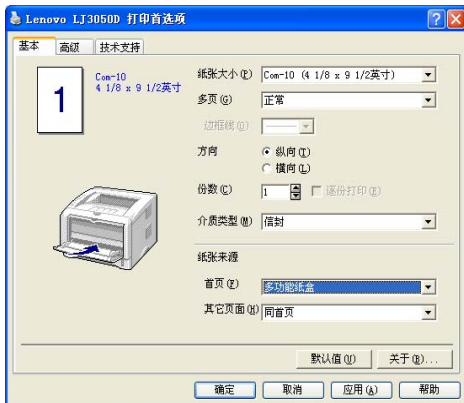 Lenovo LJ3050D 打印首选项
基本 高级 技术支持
1
Com-10
4 1/8 x 9 1/2英寸
纸张大小(P) Com-10 (4 1/8 x 9 1/2英寸)
多页(G) 正常
边框线(O)
方向 纵向(T)
横向(L)
份数(C) 1 逐份打印(E)
介质类型(M) 信封
纸张来源
首页(F) 多功能纸盒
其它页面(H) 同首页
默认值(U) 关于(B)...
确定 取消 应用(A) 帮助